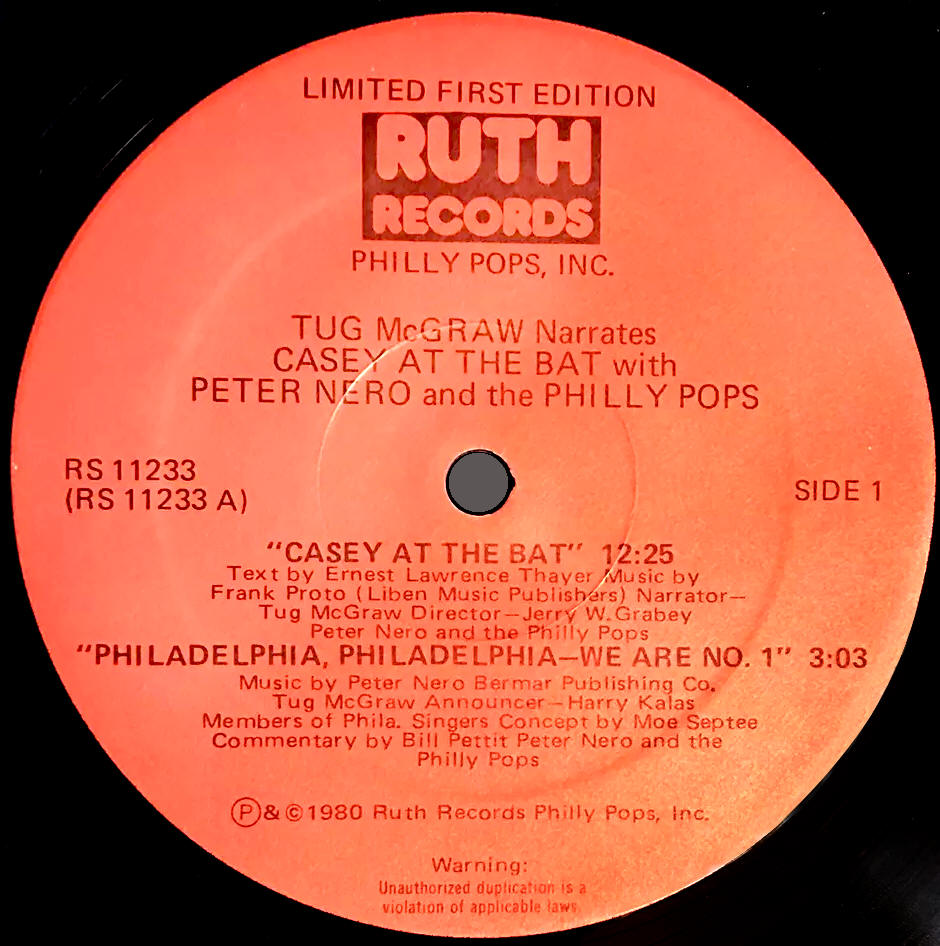 LIMITED FIRST EDITION
RUTH
RECORDS
PHILLY POPS, INC.
TUG McGRAW Narrates
CASEY AT THE BAT with
PETER NERO and the PHILLY POPS
RS 11233
(RS 11233 A)
SIDE 1
“CASEY AT THE BAT” 12:25
Text by Ernest Lawrence Thayer Music by
Frank Proto (Liben Music Publishers) Narrator—
Tug McGraw Director—Jerry W.Grabey
Peter Nero and the Philly Pops
“PHILADELPHIA, PHILADELPHIA—WE ARE NO. 1” 3:03
Music by Peter Nero Bermar Publishing Co.
Tug McGraw Announcer—Harry Kalas
Members of Phila. Singers Concept by Moe Septee
Commentary by Bill Pettit Peter Nero and the
Philly Pops
Ⓟ&©1980 Ruth Records Philly Pops, Inc.
Warning:
Unauthorized duplication is a
violation of applicable laws.